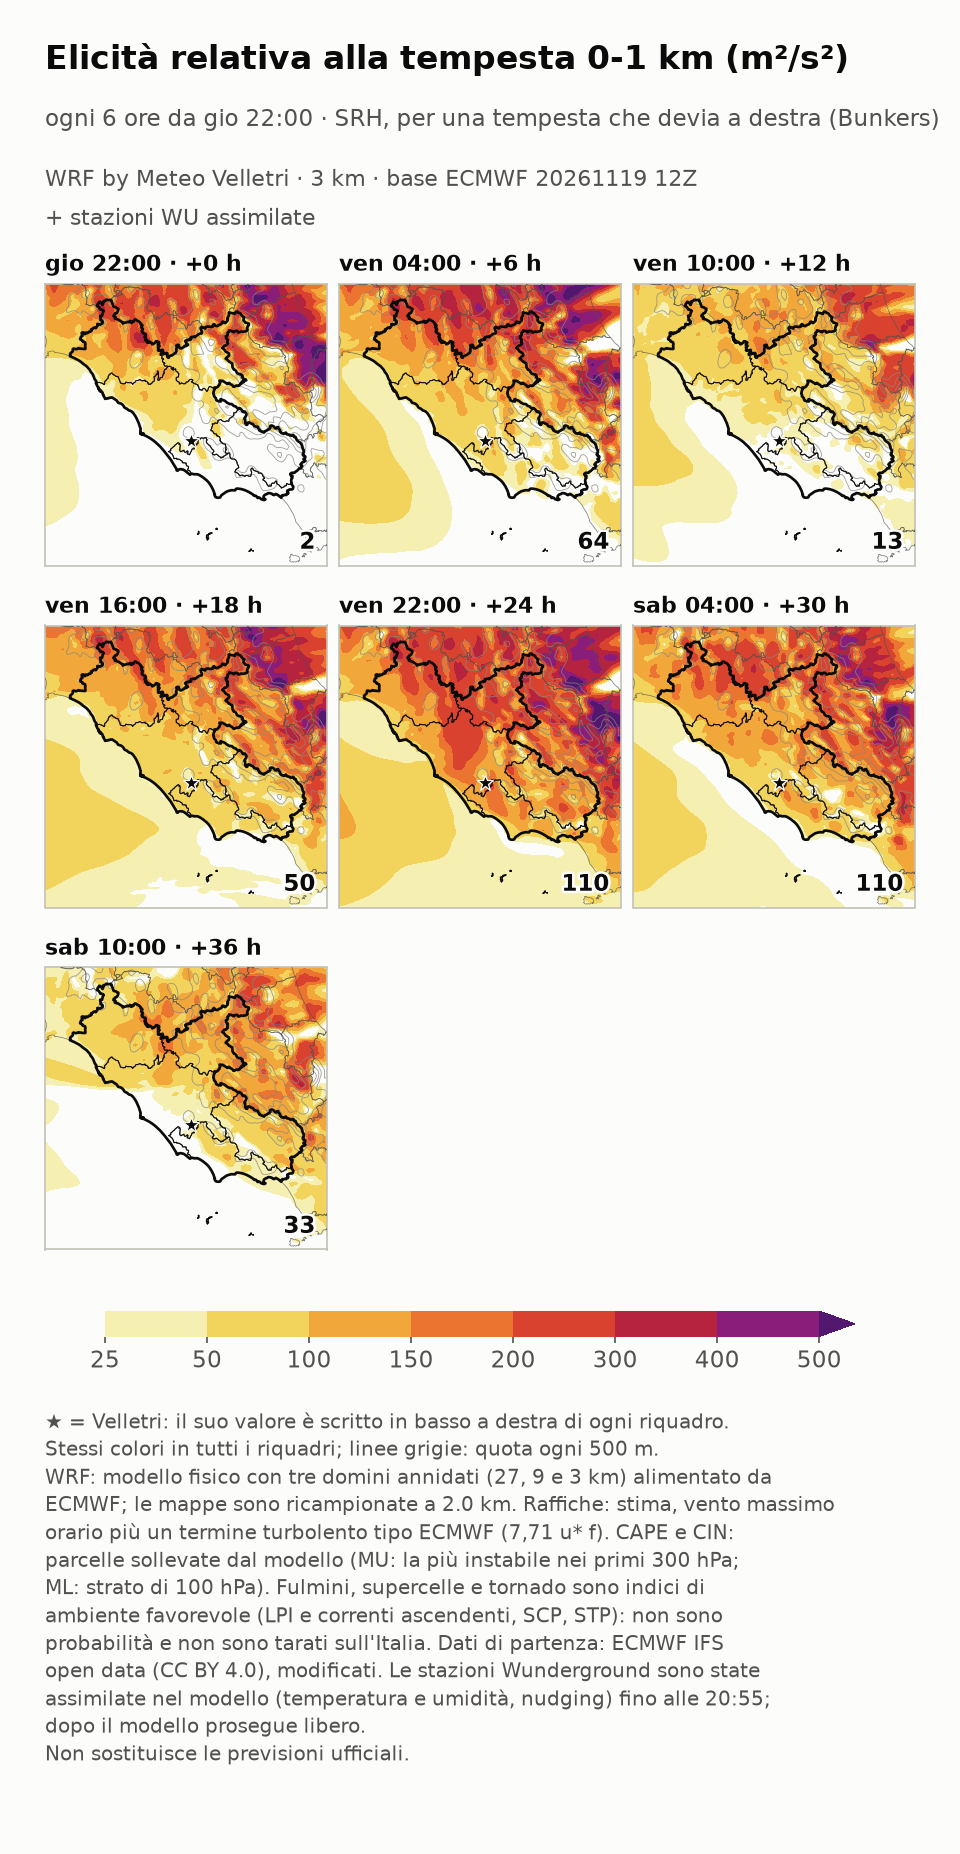 Elicità relativa alla tempesta 0-1 km (m²/s²)
ogni 6 ore da gio 22:00 · SRH, per una tempesta che devia a destra (Bunkers)
WRF by Meteo Velletri · 3 km · base ECMWF 20261119 12Z
+ stazioni WU assimilate
gio 22:00 · +0 h
ven 04:00 · +6 h
ven 10:00 · +12 h
2
64
13
ven 16:00 · +18 h
ven 22:00 · +24 h
sab 04:00 · +30 h
50
110
110
sab 10:00 · +36 h
33
25 50 100 150 200 300 400 500
★ = Velletri: il suo valore è scritto in basso a destra di ogni riquadro.
Stessi colori in tutti i riquadri; linee grigie: quota ogni 500 m.
WRF: modello fisico con tre domini annidati (27, 9 e 3 km) alimentato da
ECMWF; le mappe sono ricampionate a 2.0 km. Raffiche: stima, vento massimo
orario più un termine turbolento tipo ECMWF (7,71 u* f). CAPE e CIN:
parcelle sollevate dal modello (MU: la più instabile nei primi 300 hPa;
ML: strato di 100 hPa). Fulmini, supercelle e tornado sono indici di
ambiente favorevole (LPI e correnti ascendenti, SCP, STP): non sono
probabilità e non sono tarati sull'Italia. Dati di partenza: ECMWF IFS
open data (CC BY 4.0), modificati. Le stazioni Wunderground sono state
assimilate nel modello (temperatura e umidità, nudging) fino alle 20:55;
dopo il modello prosegue libero.
Non sostituisce le previsioni ufficiali.